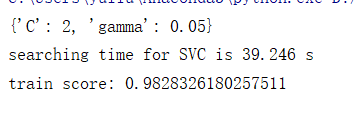 {'C': 2, 'gamma': 0.05}
searching time for SVC is 39.246 s
train score: 0.9828326180257511